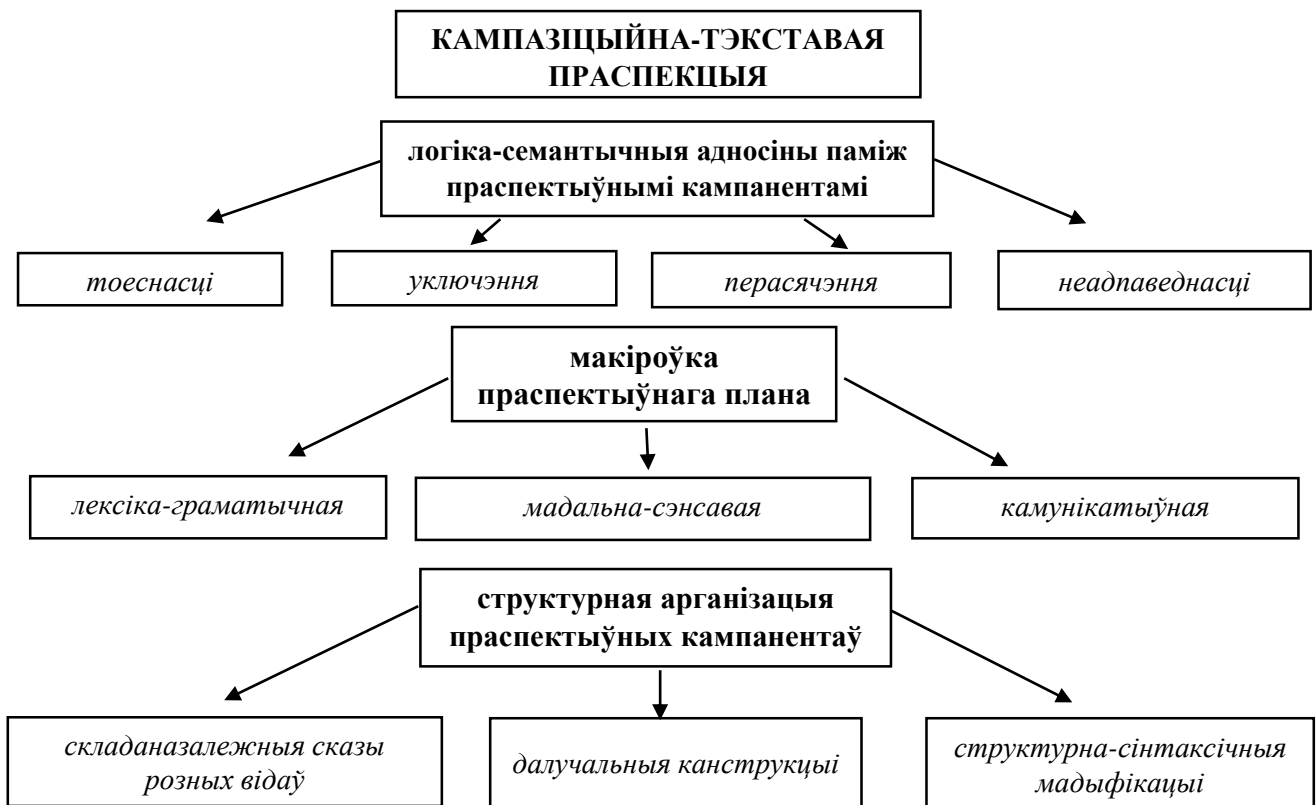 КАМПАЗІЦЫЙНА-ТЭКСТАВАЯ
ПРАСПЕКЦЫЯ
логіка-семантычныя адносіны паміж
праспектыўнымі кампанентамі
тоеснасці
уключэння
перасячэння
неадпаведнасці
макіроўка
праспектыўнага плана
лексіка-граматычная
мадальна-сэнсавая
камунікатыўная
структурная арганізацыя
праспектыўных кампанентаў
складаназалежныя сказы
розных відаў
далучальныя канструкцыі
структурна-сінтаксічныя
мадыфікацыі